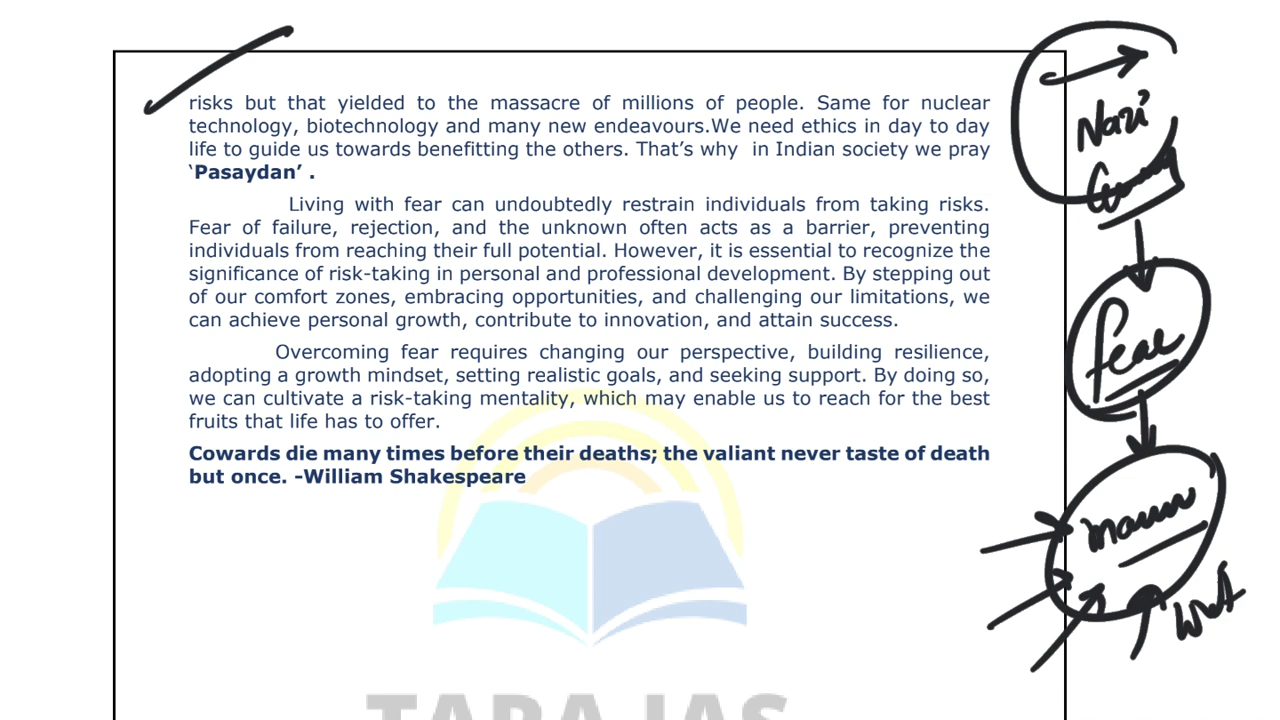 risks but that yielded to the massacre of millions of people. Same for nuclear
technology, biotechnology and many new endeavours.We need ethics in day to day
life to guide us towards benefitting the others. That's why  in Indian society we pray
‘Pasaydan’ .
Living with fear can undoubtedly restrain individuals from taking risks.
Fear of failure, rejection, and the unknown often acts as a barrier, preventing
individuals from reaching their full potential. However, it is essential to recognize the
significance of risk-taking in personal and professional development. By stepping out
of our comfort zones, embracing opportunities, and challenging our limitations, we
can achieve personal growth, contribute to innovation, and attain success.
Overcoming fear requires changing our perspective, building resilience,
adopting a growth mindset, setting realistic goals, and seeking support. By doing so,
we can cultivate a risk-taking mentality, which may enable us to reach for the best
fruits that life has to offer.
Cowards die many times before their deaths; the valiant never taste of death
but once. -William Shakespeare
Nazi
fear